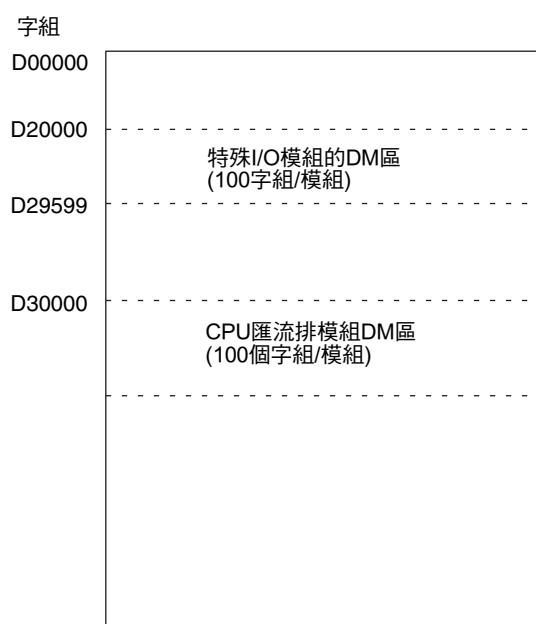 字組
D00000
D20000
特殊I/O模組的DM區
(100字組/模組)
D29599
D30000
CPU匯流排模組DM區
(100個字組/模組)